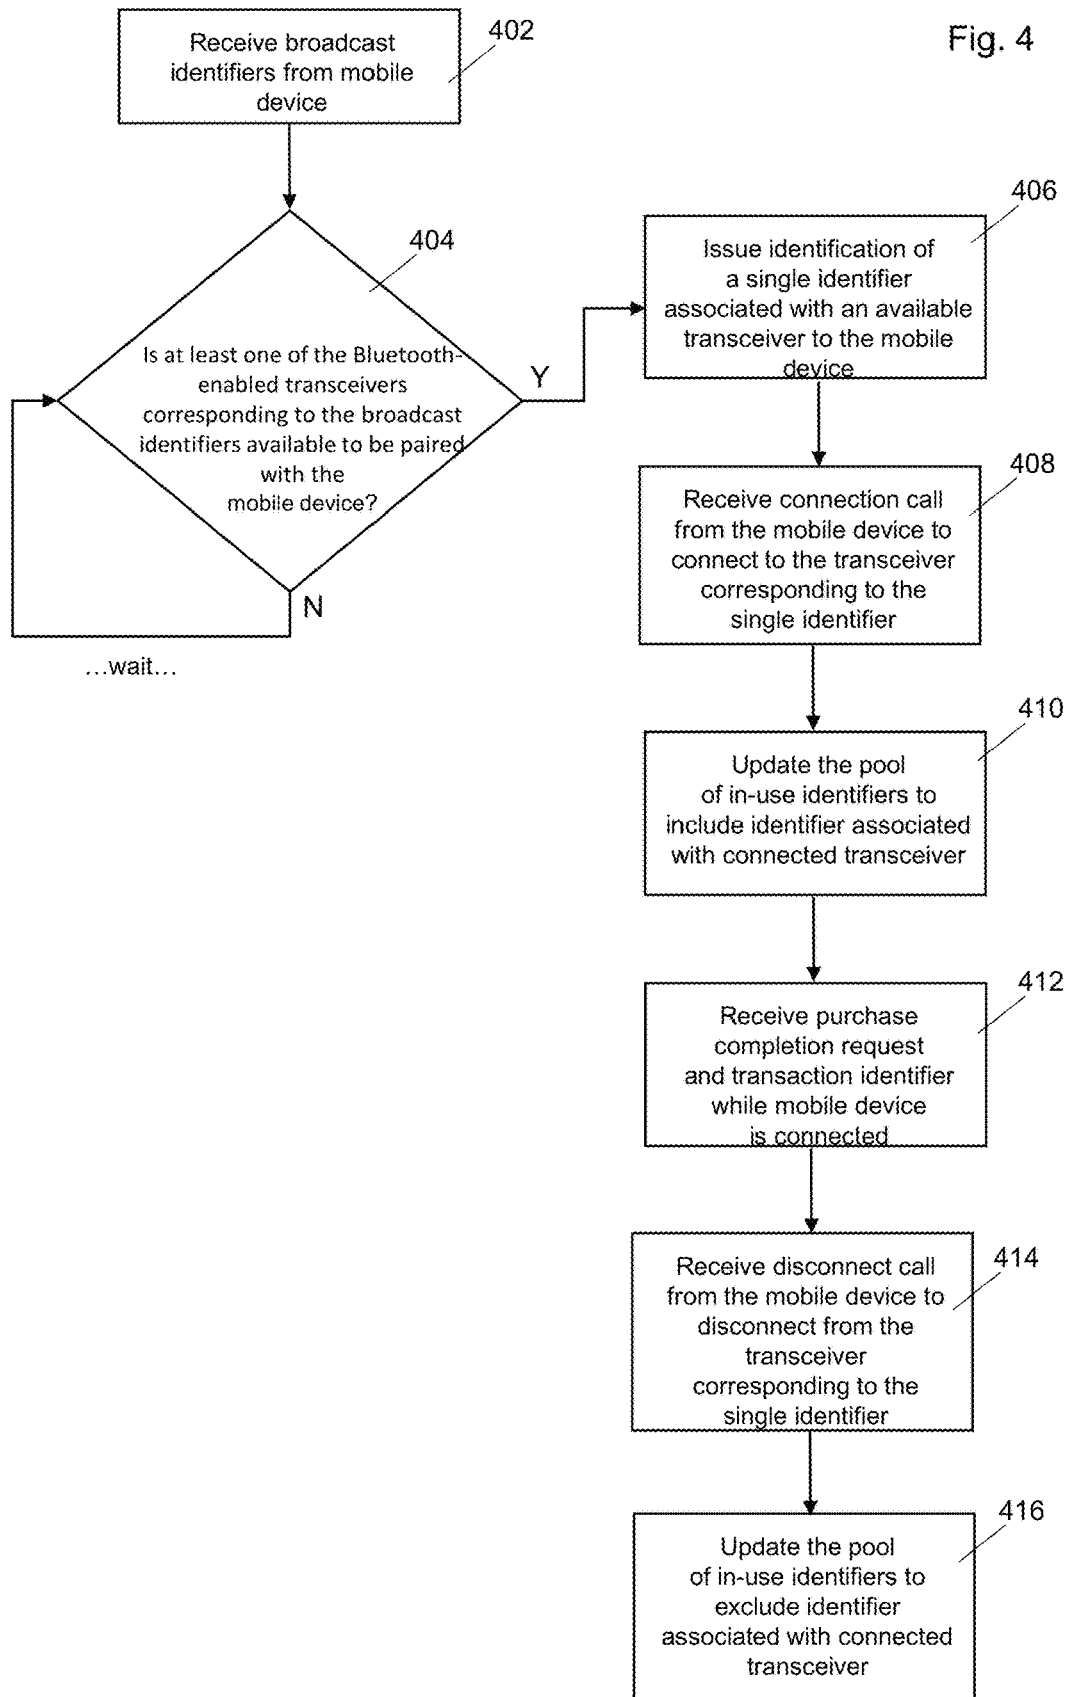 Fig. 4
402
Receive broadcast
identifiers from mobile
device
404
Is at least one of the Bluetooth-
enabled transceivers
corresponding to the broadcast
identifiers available to be paired
with the
mobile device?
Y
N
...wait...
406
Issue identification of
a single identifier
associated with an available
transceiver to the mobile
device
408
Receive connection call
from the mobile device to
connect to the transceiver
corresponding to the
single identifier
410
Update the pool
of in-use identifiers to
include identifier associated
with connected transceiver
412
Receive purchase
completion request
and transaction identifier
while mobile device
is connected
414
Receive disconnect call
from the mobile device to
disconnect from the
transceiver
corresponding to the
single identifier
416
Update the pool
of in-use identifiers to
exclude identifier
associated with connected
transceiver